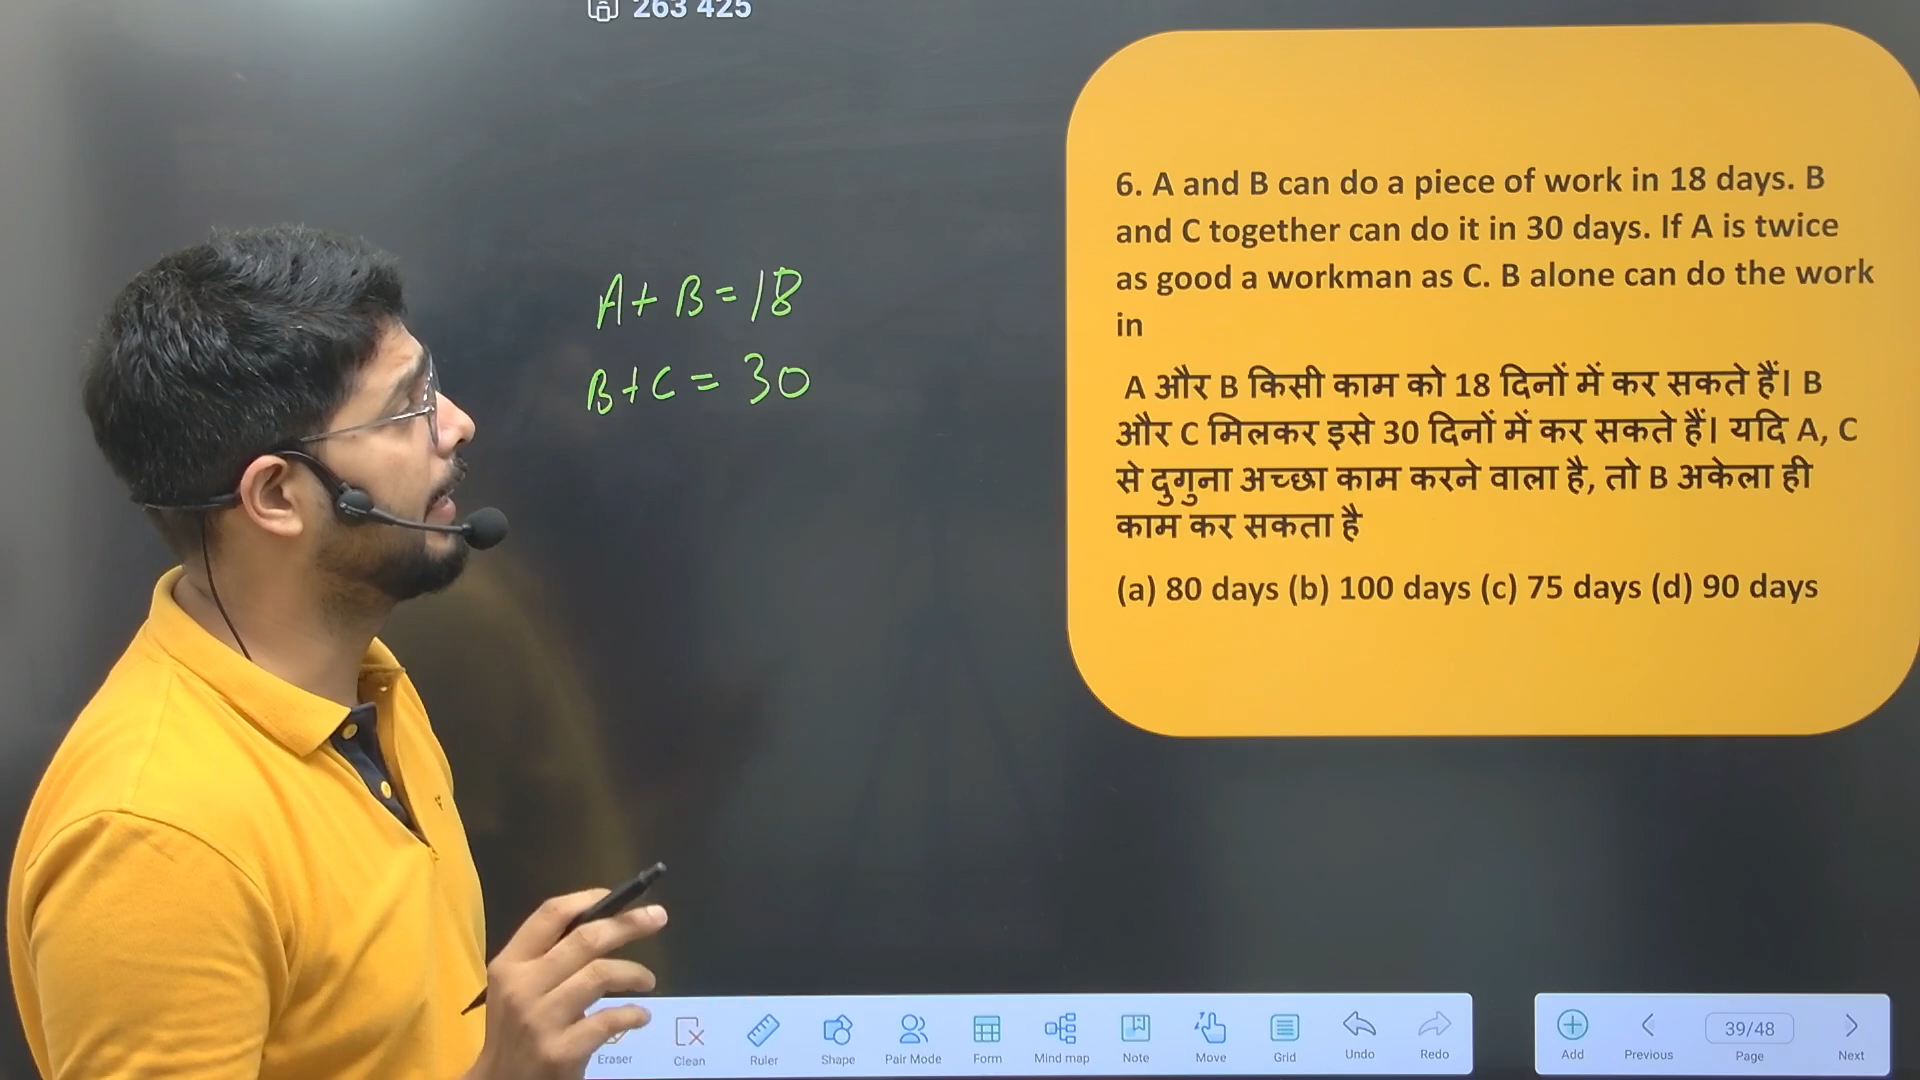 263 425
A + B = 18
B + C = 30
6. A and B can do a piece of work in 18 days. B
and C together can do it in 30 days. If A is twice
as good a workman as C. B alone can do the work
in
A और B किसी काम को 18 दिनों में कर सकते हैं। B
और C मिलकर इसे 30 दिनों में कर सकते हैं। यदि A, C
से दुगुना अच्छा काम करने वाला है, तो B अकेला ही
काम कर सकता है
(a) 80 days (b) 100 days (c) 75 days (d) 90 days
Eraser Clean Ruler Shape Pair Mode Form Mind map Note Move Grid Undo Redo
39/48
Add Previous Page Next